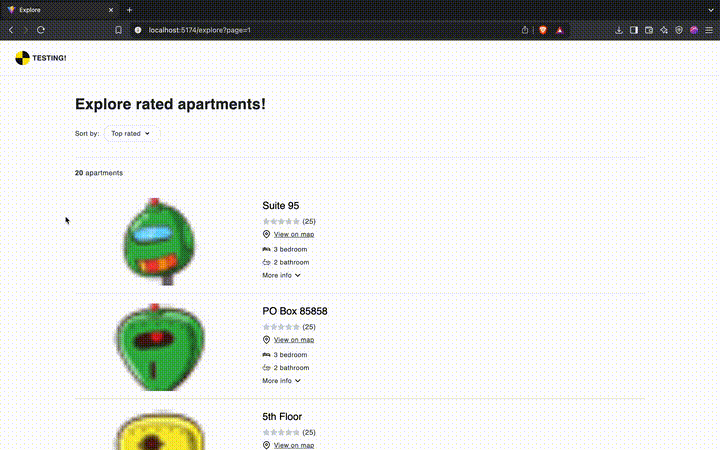 Explore
localhost:5174/explore?page=1
TESTING!
Explore rated apartments!
Sort by: Top rated
20 apartments
Suite 95
(25)
View on map
3 bedroom
2 bathroom
More info
PO Box 85858
(25)
View on map
3 bedroom
2 bathroom
More info
5th Floor
(25)
View on map